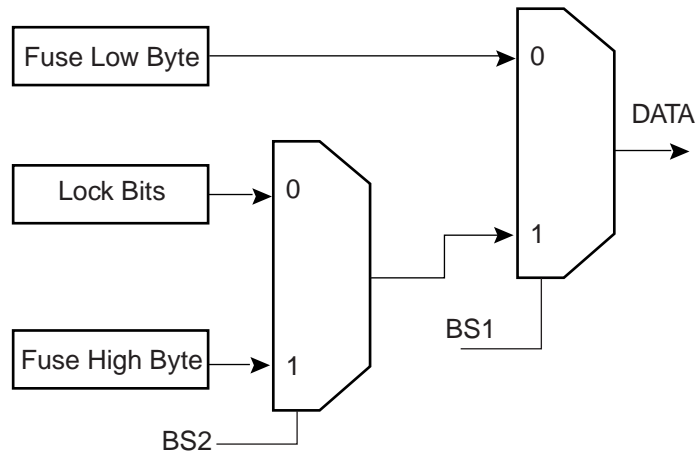 Fuse Low Byte
0
DATA
Lock Bits
0
1
BS1
Fuse High Byte
1
BS2